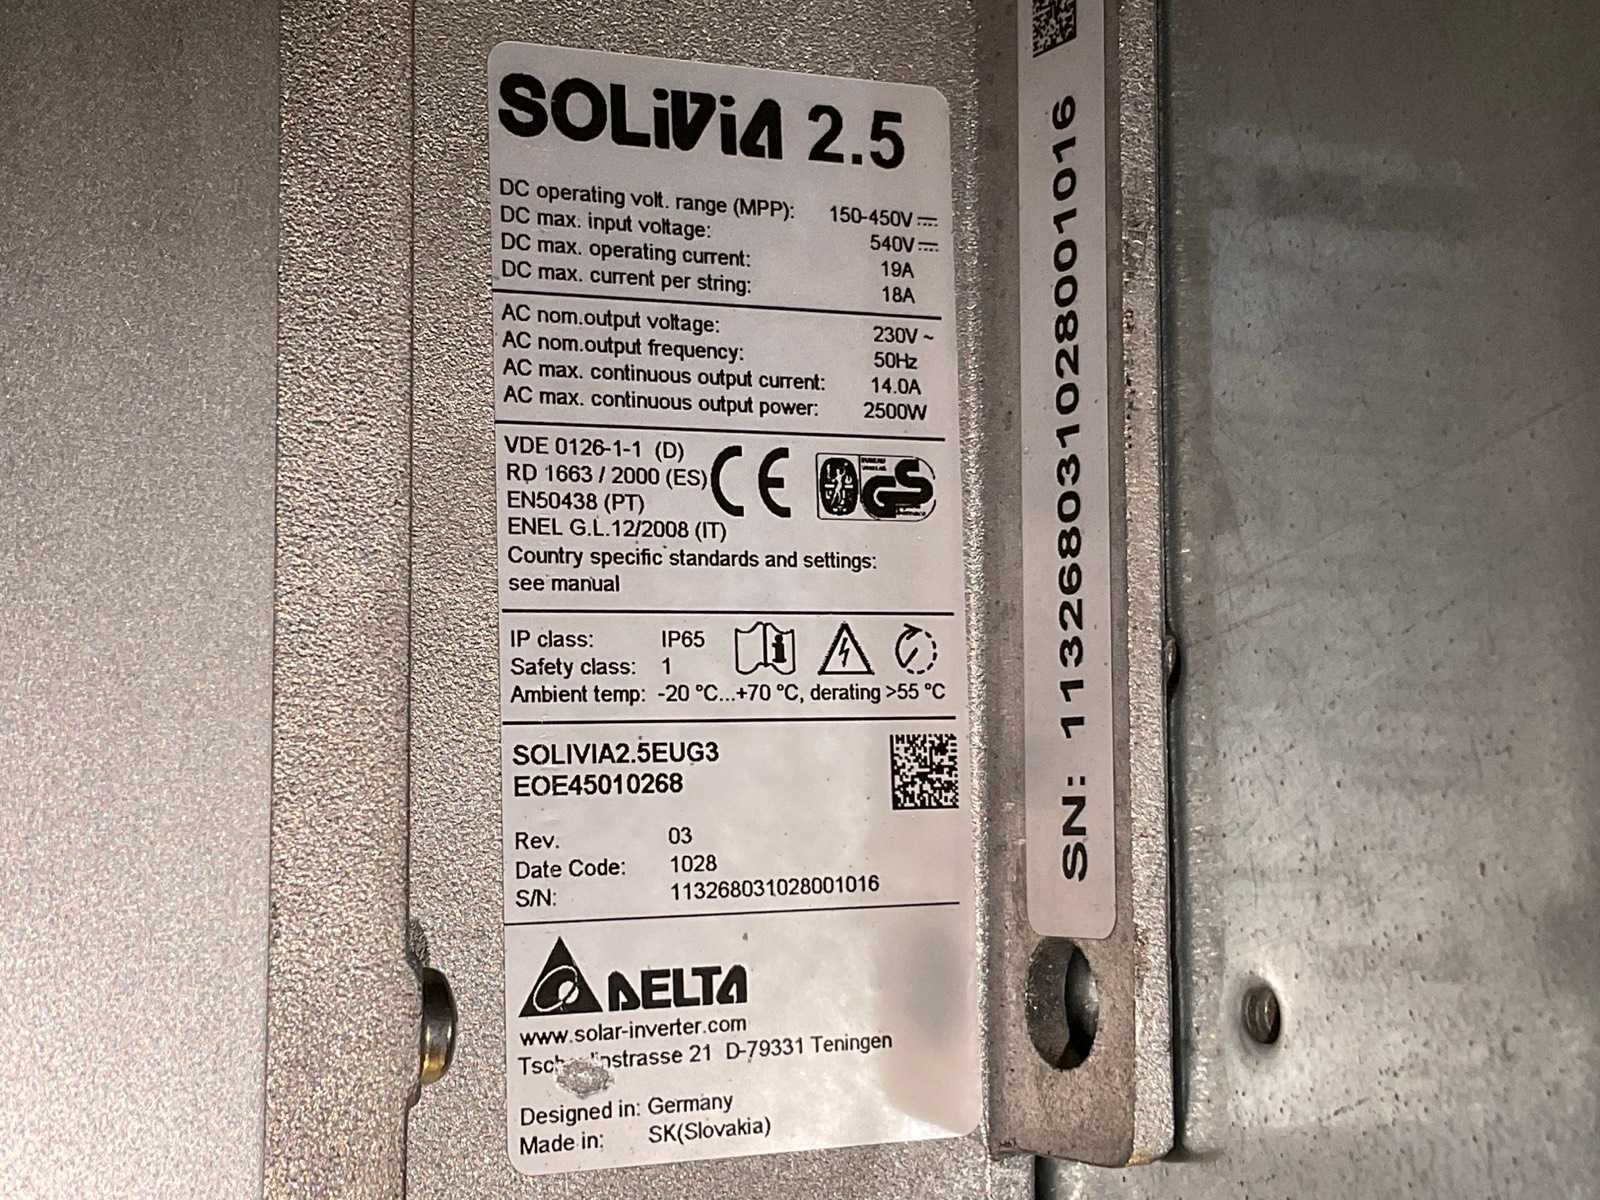 SOLiViA 2.5
DC operating volt. range (MPP): 150-450V
DC max. input voltage: 540V
DC max. operating current: 19A
DC max. current per string: 18A
AC nom.output voltage: 230V ~
AC nom.output frequency: 50Hz
AC max. continuous output current: 14.0A
AC max. continuous output power: 2500W
VDE 0126-1-1 (D)
RD 1663 / 2000 (ES)
EN50438 (PT)
ENEL G.L.12/2008 (IT)
CE
GS
Country specific standards and settings:
see manual
IP class: IP65
Safety class: 1
Ambient temp: -20 °C...+70 °C, derating >55 °C
SOLIVIA2.5EUG3
EOE45010268
Rev. 03
Date Code: 1028
S/N: 113268031028001016
DELTA
www.solar-inverter.com
21 D-79331 Teningen
Designed in: Germany
Made in: SK(Slovakia)
SN: 113268031028001016